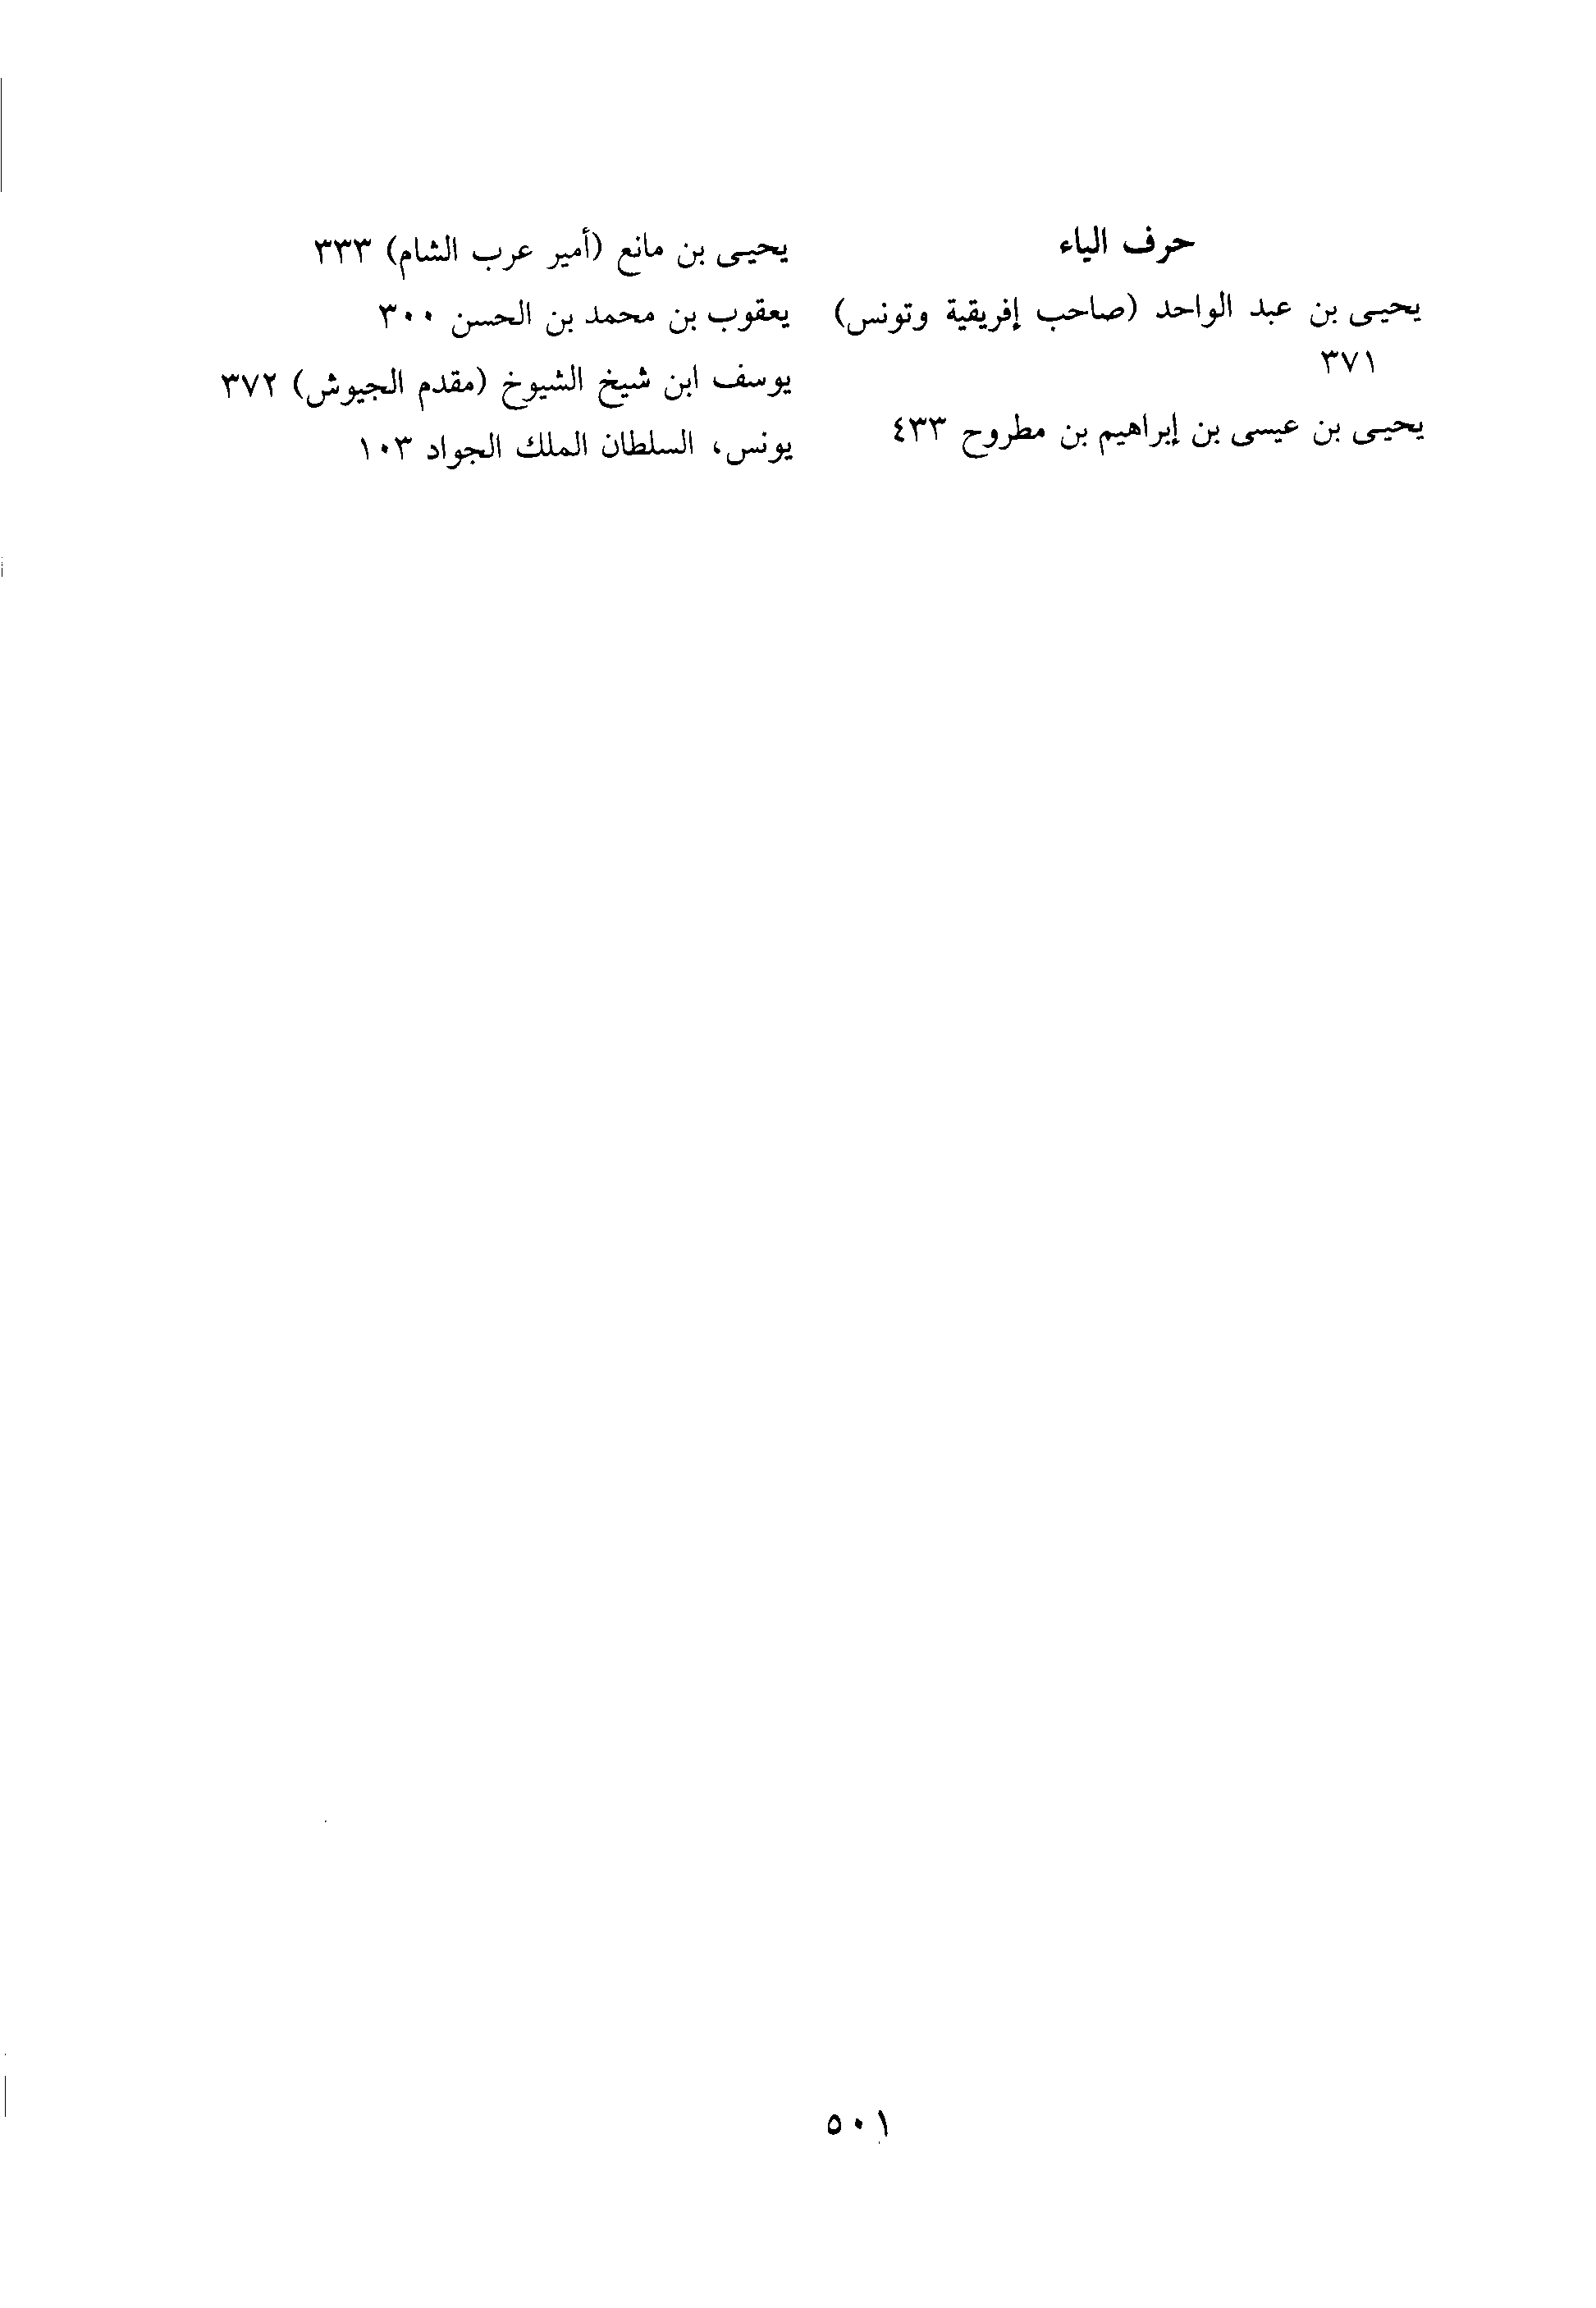 حرف الياء
يحيى بن عبد الواحد (صاحب إفريقية وتونس)
٣٧١
يحيى بن عيسى بن إبراهيم بن مطروح ٤٣٣
يحيى بن مانع (أمير عرب الشام) ٣٣٣
يعقوب بن محمد بن الحسن ٣٠٠
يوسف ابن شيخ الشيوخ (مقدم الجيوش) ٣٧٢
يونس، السلطان الملك الجواد ١٠٣
٥٠١